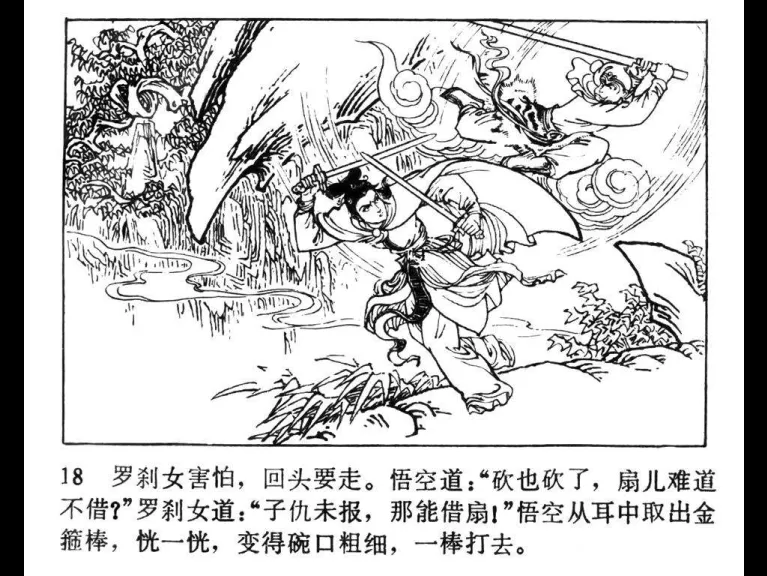 18 罗刹女害怕，回头要走。悟空道：“砍也砍了，扇儿难道
不借？”罗刹女道：“子仇未报，那能借扇！”悟空从耳中取出金
箍棒，恍一恍，变得碗口粗细，一棒打去。